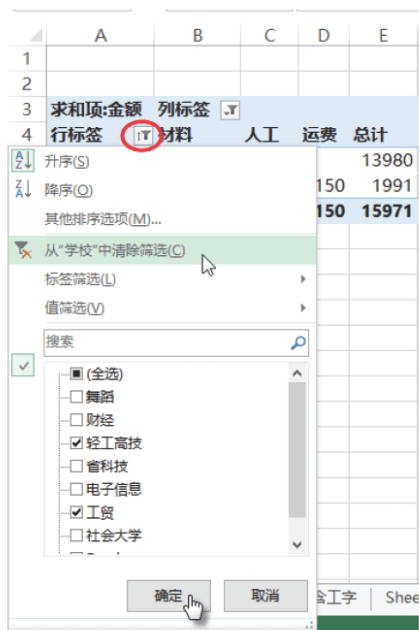 A B C D E
1
2
3 求和项:金额 列标签
4 行标签 材料 人工 运费 总计
升序(S) 13980
降序(O) 150 1991
其他排序选项(M)... 150 15971
从"学校"中清除筛选(C)
标签筛选(L)
值筛选(V)
搜索
(全选)
舞蹈
财经
轻工高技
省科技
电子信息
工贸
社会大学
确定 取消
含工字 Shee